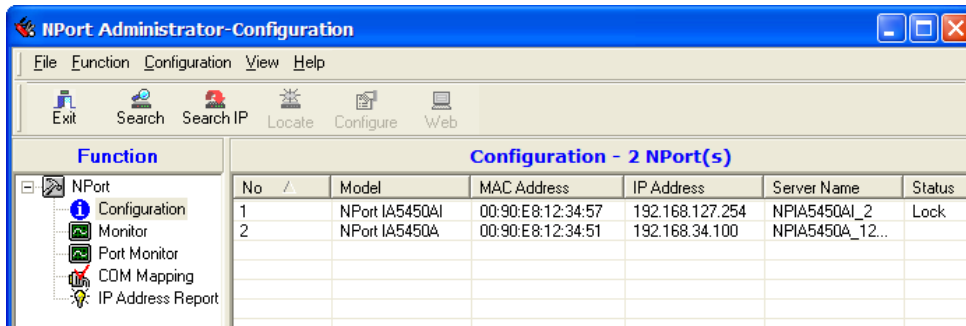 NPort Administrator-Configuration
File Function Configuration View Help
Exit Search Search IP Locate Configure Web
Function
Configuration - 2 NPort(s)
NPort
Configuration
Monitor
Port Monitor
COM Mapping
IP Address Report
No Model MAC Address IP Address Server Name Status
1 NPort IA5450AI 00:90:E8:12:34:57 192.168.127.254 NPIA5450AI_2 Lock
2 NPort IA5450A 00:90:E8:12:34:51 192.168.34.100 NPIA5450A_12...